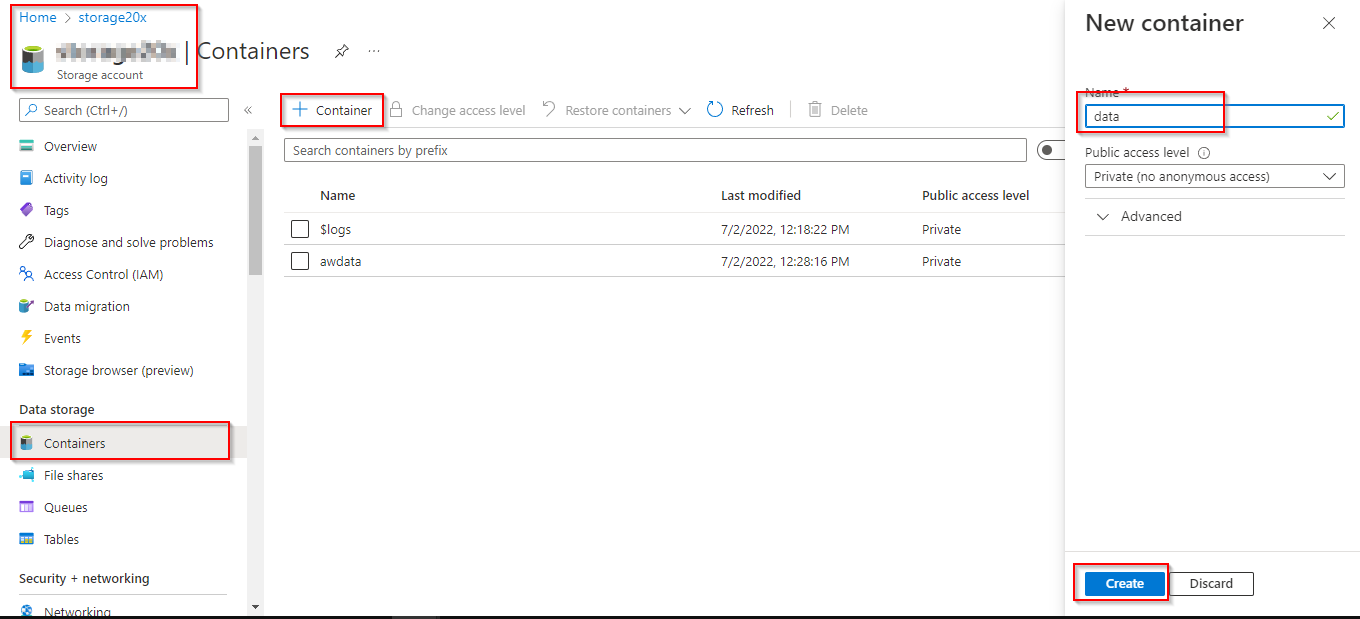 Home > storage20x
| Containers
...
Storage account
Search (Ctrl+/)
«
Overview
Activity log
Tags
Diagnose and solve problems
Access Control (IAM)
Data migration
Events
Storage browser (preview)
Data storage
Containers
File shares
Queues
Tables
Security + networking
Networking
+ Container
Change access level
Restore containers
Refresh
Delete
Search containers by prefix
Name Last modified Public access level
$logs 7/2/2022, 12:18:22 PM Private
awdata 7/2/2022, 12:28:16 PM Private
New container
Name *
data
Public access level
Private (no anonymous access)
Advanced
Create Discard